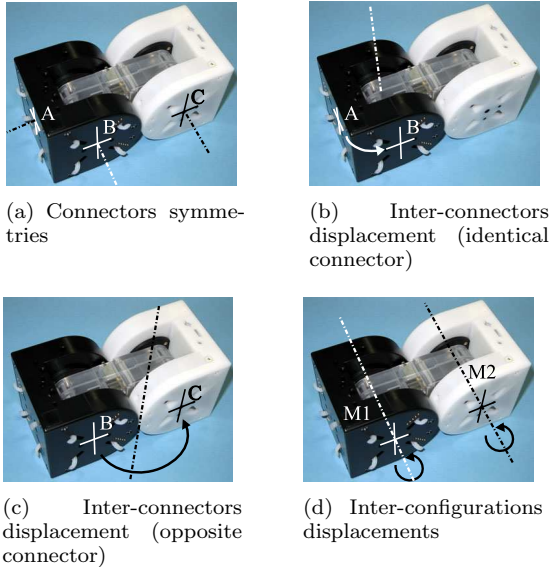 A
B
C
A
B
(a) Connectors symme-
tries
(b) Inter-connectors
displacement (identical
connector)
B
C
M1
M2
(c) Inter-connectors
displacement (opposite
connector)
(d) Inter-configurations
displacements